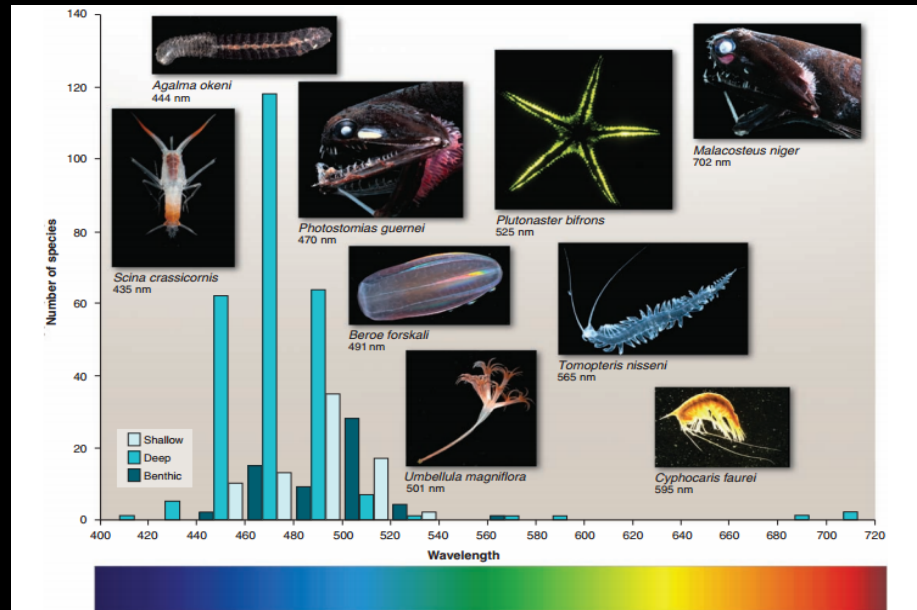 140
120
100
80
60
40
20
0
Number of species
Agalma okeni
444 nm
Scina crassicornis
435 nm
Photostomias guernei
470 nm
Plutonaster bifrons
525 nm
Malacosteus niger
702 nm
Beroe forskali
491 nm
Tomopteris nisseni
565 nm
Umbellula magniflora
501 nm
Cyphocaris faurei
595 nm
Shallow
Deep
Benthic
400 420 440 460 480 500 520 540 560 580 600 620 640 660 680 700 720
Wavelength